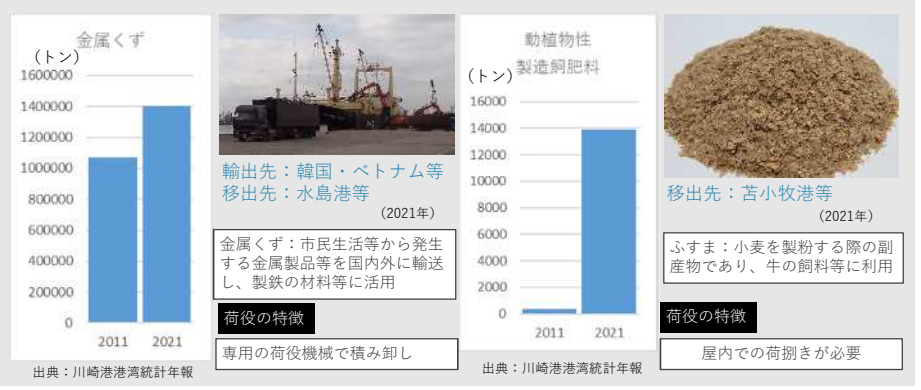 金属くず
（トン）
1600000
1400000
1200000
1000000
800000
600000
400000
200000
0
2011 2021
出典：川崎港港湾統計年報
輸出先：韓国・ベトナム等
移出先：水島港等
（2021年）
金属くず：市民生活等から発生
する金属製品等を国内外に輸送
し、製鉄の材料等に活用
荷役の特徴
専用の荷役機械で積み卸し
動植物性
製造飼肥料
（トン）
16000
14000
12000
10000
8000
6000
4000
2000
0
2011 2021
出典：川崎港港湾統計年報
移出先：苫小牧港等
（2021年）
ふすま：小麦を製粉する際の副
産物であり、牛の飼料等に利用
荷役の特徴
屋内での荷捌きが必要